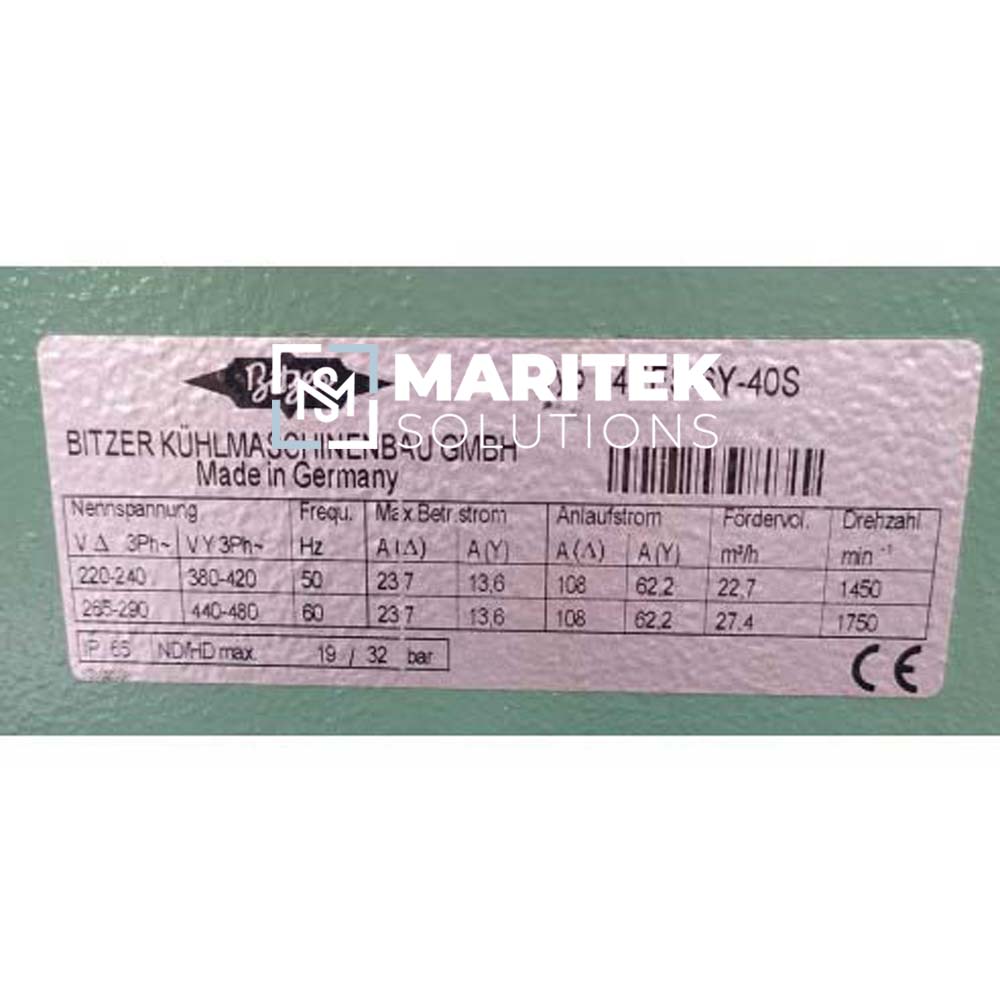 Bitzer
MARITEK
SOLUTIONS
MS
-40S
BITZER KÜHLMASCHINENBAU GMBH
Made in Germany
Nennspannung Frequ. Max.Betr.strom Anlaufstrom Fördervol. Drehzahl
V Δ 3Ph~ V Y 3Ph~ Hz A (Δ) A (Y) A (Δ) A (Y) m³/h min⁻¹
220-240 380-420 50 23.7 13,6 108 62,2 22,7 1450
265-290 440-480 60 23.7 13,6 108 62,2 27.4 1750
IP 65 ND/HD max. 19 / 32 bar
CE